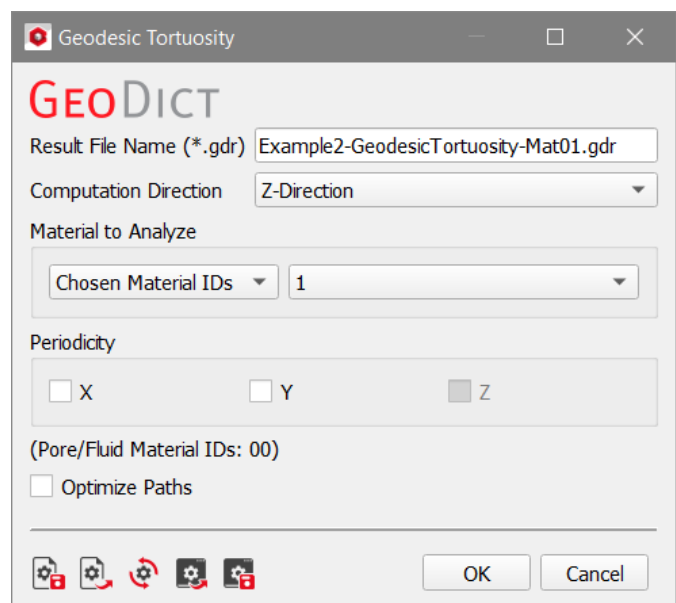 Geodesic Tortuosity
GEODICT
Result File Name (*.gdr) Example2-GeodesicTortuosity-Mat01.gdr
Computation Direction Z-Direction
Material to Analyze
Chosen Material IDs 1
Periodicity
X Y Z
(Pore/Fluid Material IDs: 00)
Optimize Paths
OK Cancel